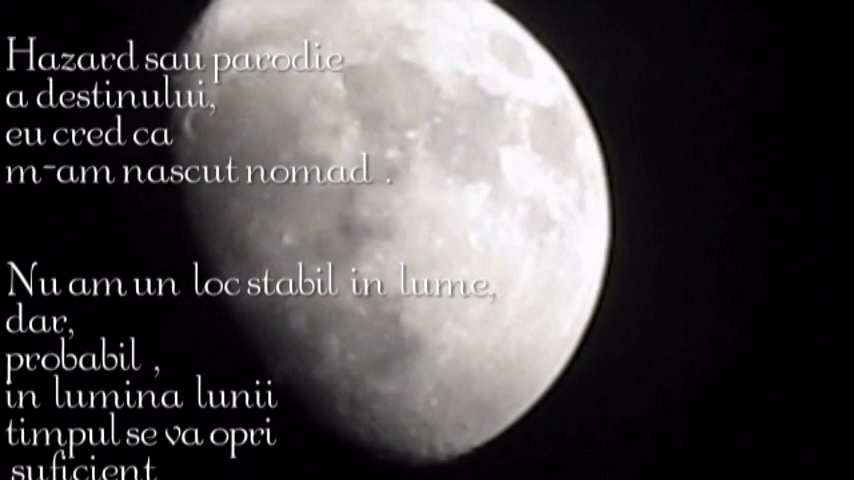 Hazard sau parodie
a destinului,
eu cred ca
m-am nascut nomad .
Nu am un loc stabil in lume,
dar,
probabil ,
in lumina lunii
timpul se va opri
suficient